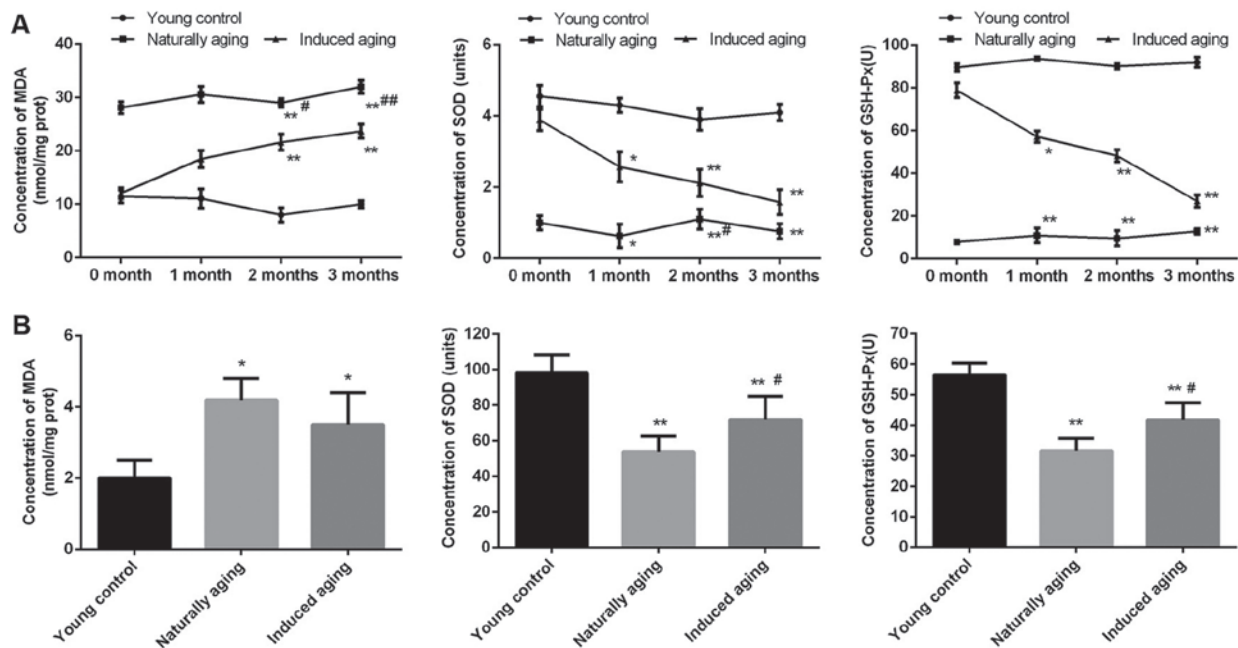 A
Young control
Naturally aging Induced aging
Concentration of MDA
(nmol/mg prot)
40
30
20
10
0
# ##
** **
** **
0 month 1 month 2 months 3 months
Young control
Naturally aging Induced aging
Concentration of SOD (units)
6
4
2
0
* ** **
* **# **
0 month 1 month 2 months 3 months
Young control
Naturally aging Induced aging
Concentration of GSH-Px(U)
100
80
60
40
20
0
* ** **
** ** **
0 month 1 month 2 months 3 months
B
Concentration of MDA
(nmol/mg prot)
6
4
2
0
* *
Young control
Naturally aging
Induced aging
Concentration of SOD (units)
120
100
80
60
40
20
0
** ** #
Young control
Naturally aging
Induced aging
Concentration of GSH-Px(U)
70
60
50
40
30
20
10
0
** ** #
Young control
Naturally aging
Induced aging